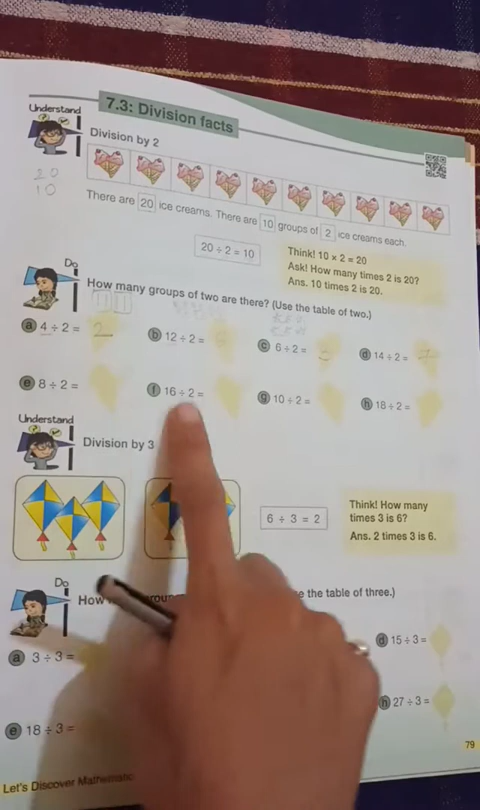 7.3: Division facts
Understand
Division by 2
20
10
There are 20 ice creams. There are 10 groups of 2 ice creams each.
20 ÷ 2 = 10
Think! 10 x 2 = 20
Ask! How many times 2 is 20?
Ans. 10 times 2 is 20.
Do
How many groups of two are there? (Use the table of two.)
a 4 ÷ 2 = 2
b 12 ÷ 2 =
c 6 ÷ 2 =
d 14 ÷ 2 = 7
e 8 ÷ 2 =
f 16 ÷ 2 =
g 10 ÷ 2 =
h 18 ÷ 2 =
Understand
Division by 3
6 ÷ 3 = 2
Think! How many
times 3 is 6?
Ans. 2 times 3 is 6.
Do
How the table of three.)
a 3 ÷ 3 =
d 15 ÷ 3 =
e 18 ÷ 3 =
h 27 ÷ 3 =
79
Let's Discover Mathematic